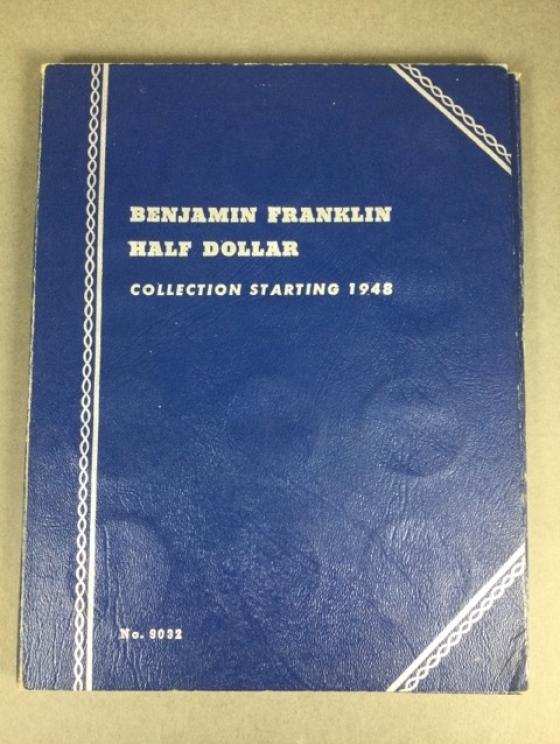 BENJAMIN FRANKLIN
HALF DOLLAR
COLLECTION STARTING 1948
No. 9032